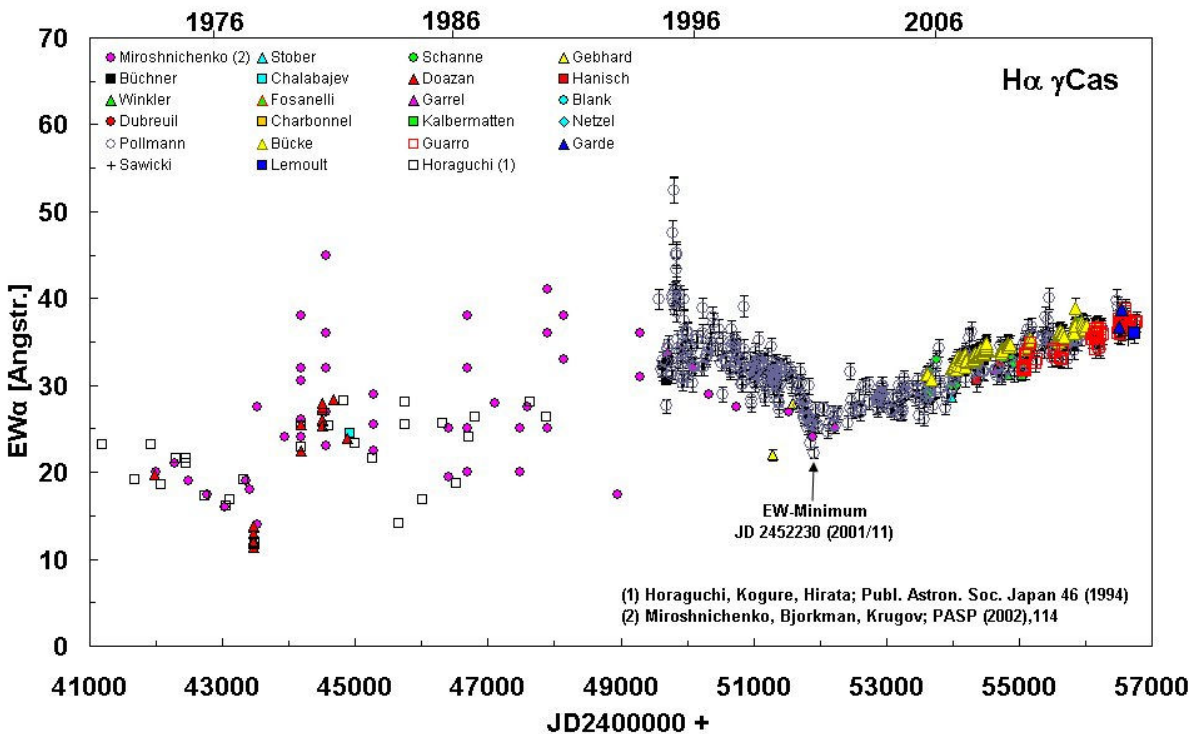 1976 1986 1996 2006
70
60
50
40
30
20
10
0
EWα [Angstr.]
Miroshnichenko (2) Stober Schanne Gebhard
Büchner Chalabajev Doazan Hanisch
Winkler Fosanelli Garrel Blank
Dubreuil Charbonnel Kalbermatten Netzel
Pollmann Bücke Guarro Garde
Sawicki Lemoult Horaguchi (1)
Hα γCas
EW-Minimum
JD 2452230 (2001/11)
(1) Horaguchi, Kogure, Hirata; Publ. Astron. Soc. Japan 46 (1994)
(2) Miroshnichenko, Bjorkman, Krugov; PASP (2002),114
41000 43000 45000 47000 49000 51000 53000 55000 57000
JD2400000 +